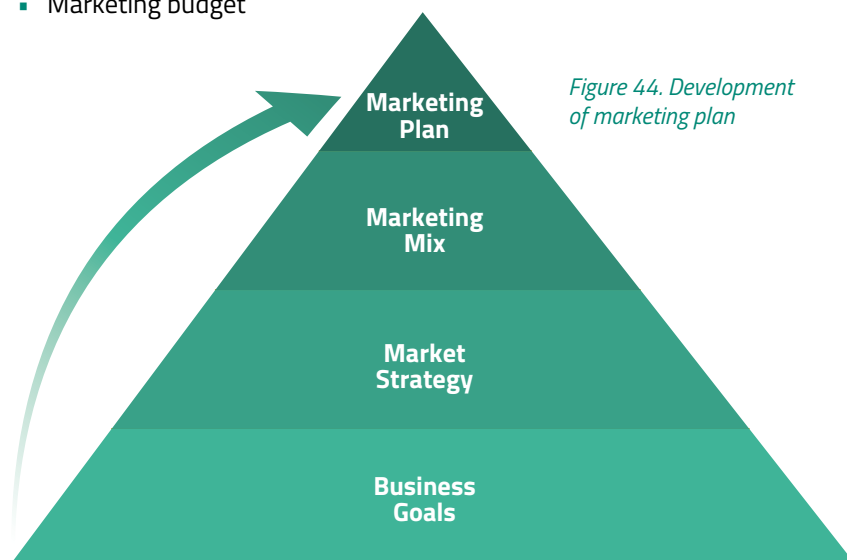 Marketing budget
Figure 44. Development
of marketing plan
Marketing
Plan
Marketing
Mix
Market
Strategy
Business
Goals